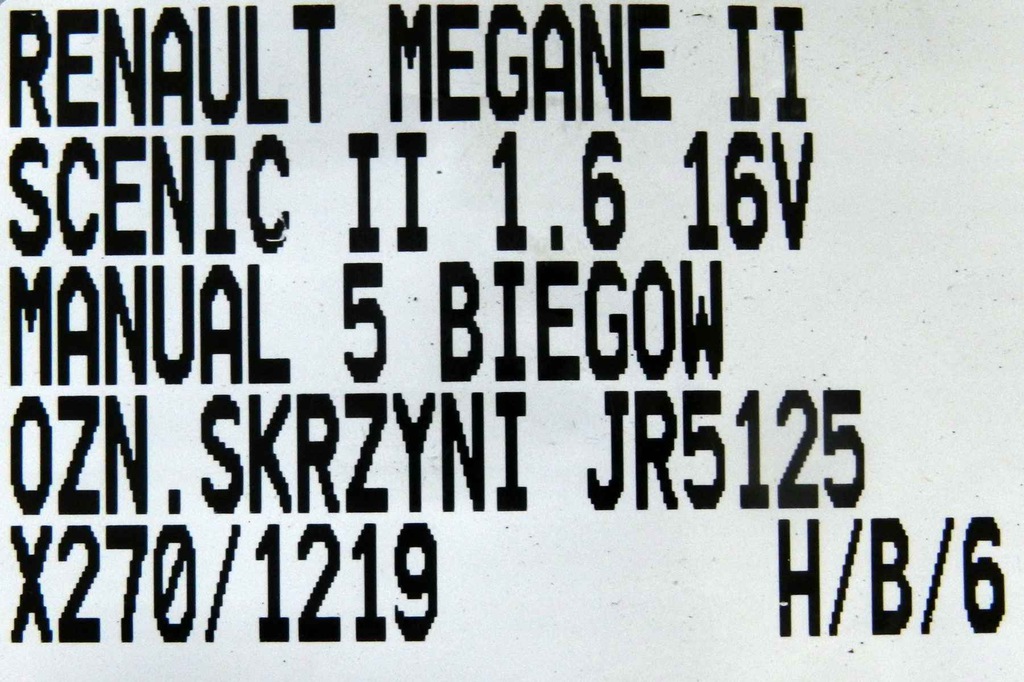 RENAULT MEGANE II
SCENIC II 1.6 16V
MANUAL 5 BIEGOW
OZN.SKRZYNI JR5125
X270/1219 H/B/6